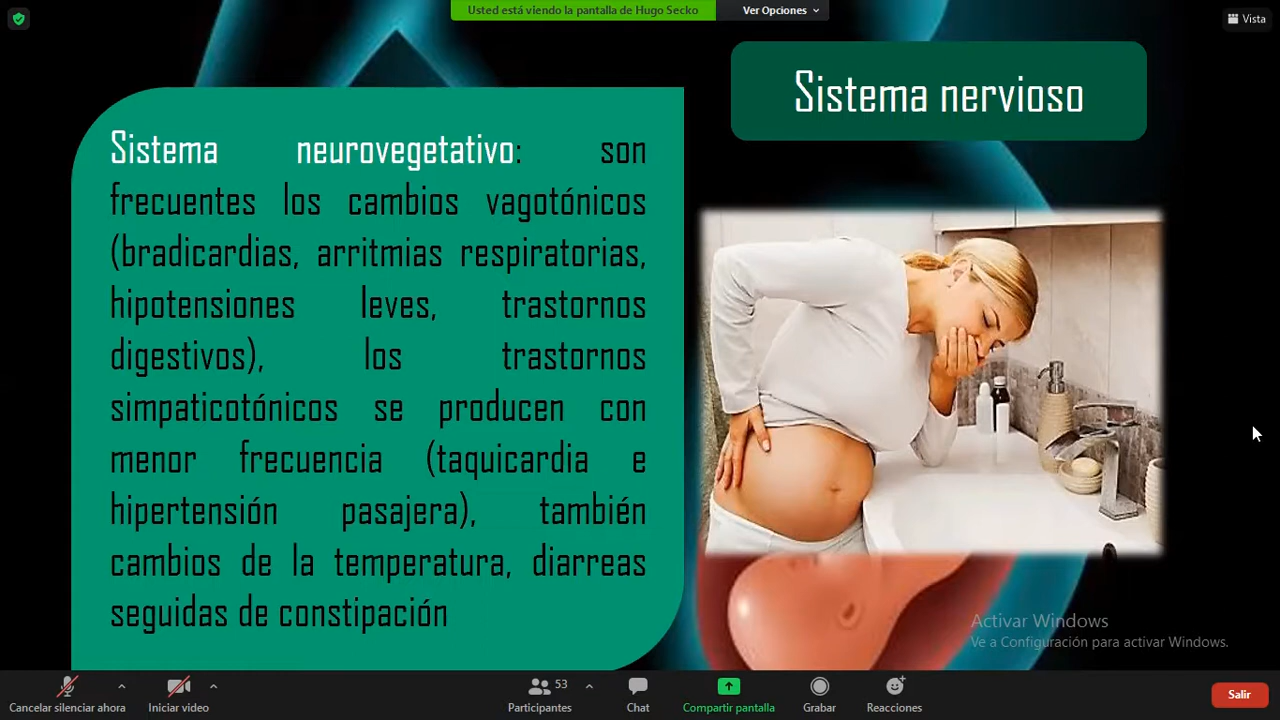 Usted está viendo la pantalla de Hugo Secko
Ver Opciones
Vista
Sistema nervioso
Sistema neurovegetativo: son
frecuentes los cambios vagotónicos
(bradicardias, arritmias respiratorias,
hipotensiones leves, trastornos
digestivos), los trastornos
simpaticotónicos se producen con
menor frecuencia (taquicardia e
hipertensión pasajera), también
cambios de la temperatura, diarreas
seguidas de constipación
Activar Windows
Ve a Configuración para activar Windows.
Cancelar silenciar ahora
Iniciar video
53
Participantes
Chat
Compartir pantalla
Grabar
Reacciones
Salir